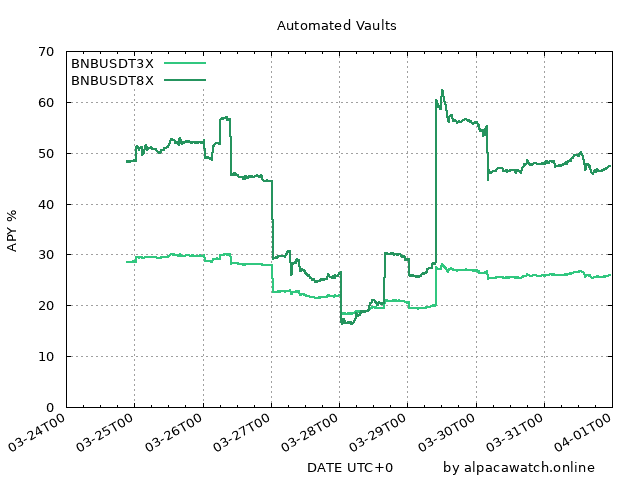 Automated Vaults
BNBUSDT3X
BNBUSDT8X
APY %
70
60
50
40
30
20
10
0
03-24T00
03-25T00
03-26T00
03-27T00
03-28T00
03-29T00
03-30T00
03-31T00
04-01T00
DATE UTC+0
by alpacawatch.online